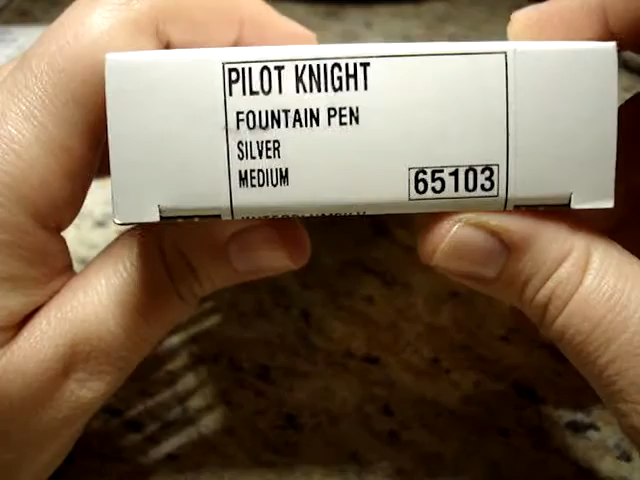 PILOT KNIGHT
FOUNTAIN PEN
SILVER
MEDIUM
65103